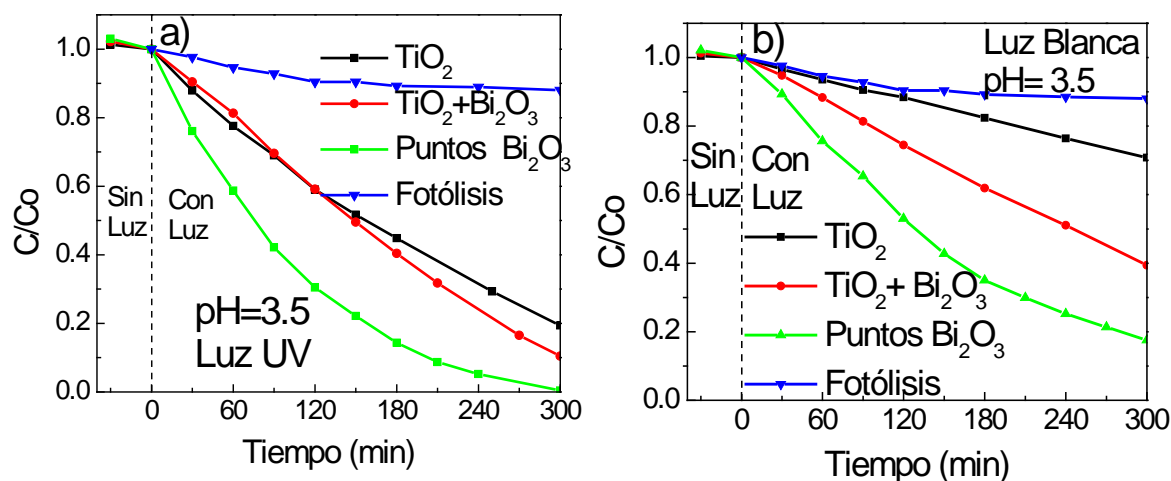 a)
TiO₂
TiO₂+Bi₂O₃
Puntos Bi₂O₃
Fotólisis
Sin
Luz
Con
Luz
pH=3.5
Luz UV
C/Co
1.0
0.8
0.6
0.4
0.2
0.0
0 60 120 180 240 300
Tiempo (min)
b)
Luz Blanca
pH= 3.5
Sin
Luz
Con
Luz
TiO₂
TiO₂+ Bi₂O₃
Puntos Bi₂O₃
Fotólisis
C/Co
1.0
0.8
0.6
0.4
0.2
0.0
0 60 120 180 240 300
Tiempo (min)